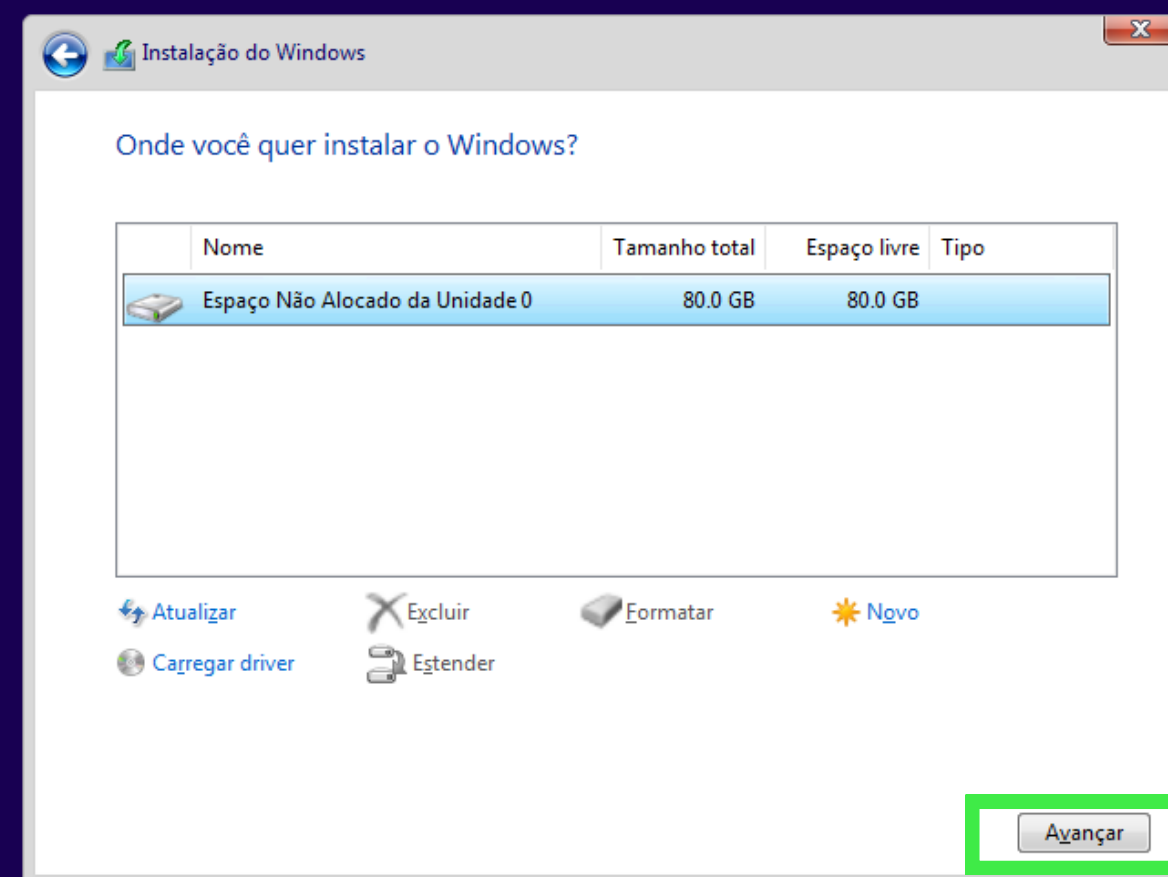 Instalação do Windows
X
Onde você quer instalar o Windows?
Nome Tamanho total Espaço livre Tipo
Espaço Não Alocado da Unidade 0 80.0 GB 80.0 GB
Atualizar Excluir Formatar Novo
Carregar driver Estender
Avançar